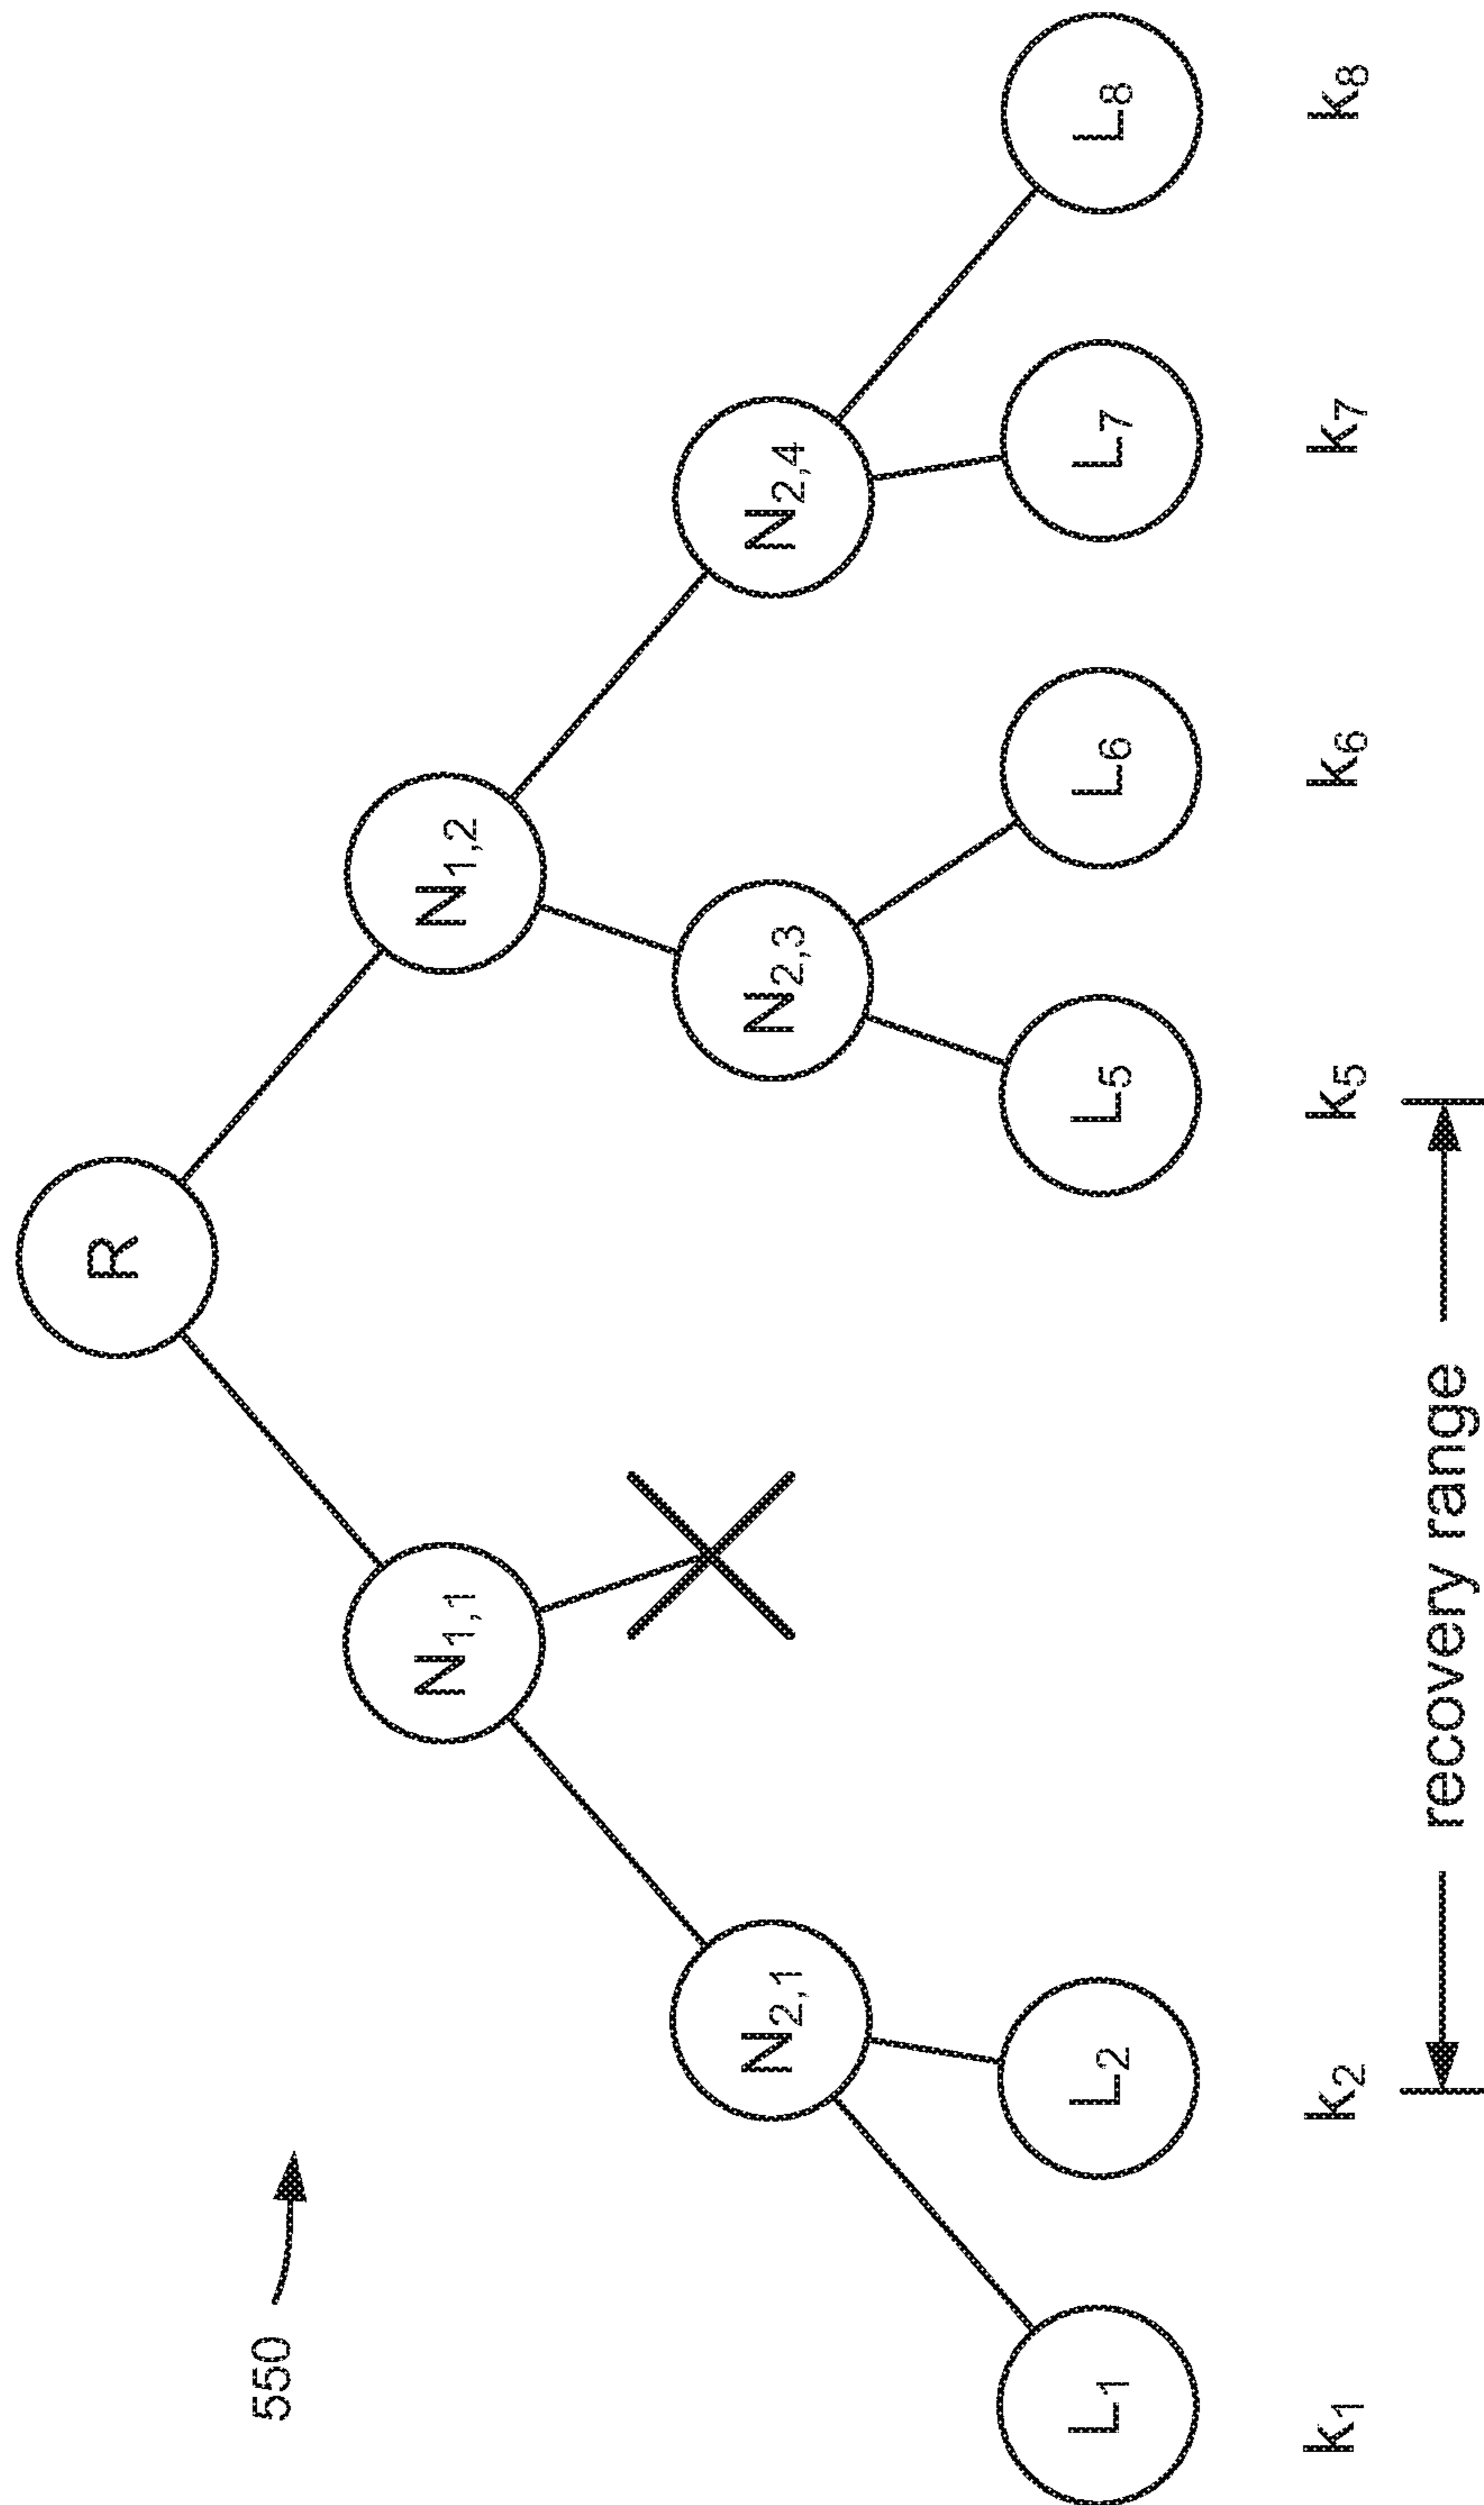 R
550
N1,1
N1,2
N2,1
N2,3
N2,4
L1
L2
L5
L6
L7
L8
k1
k2
k5
k6
k7
k8
recovery range